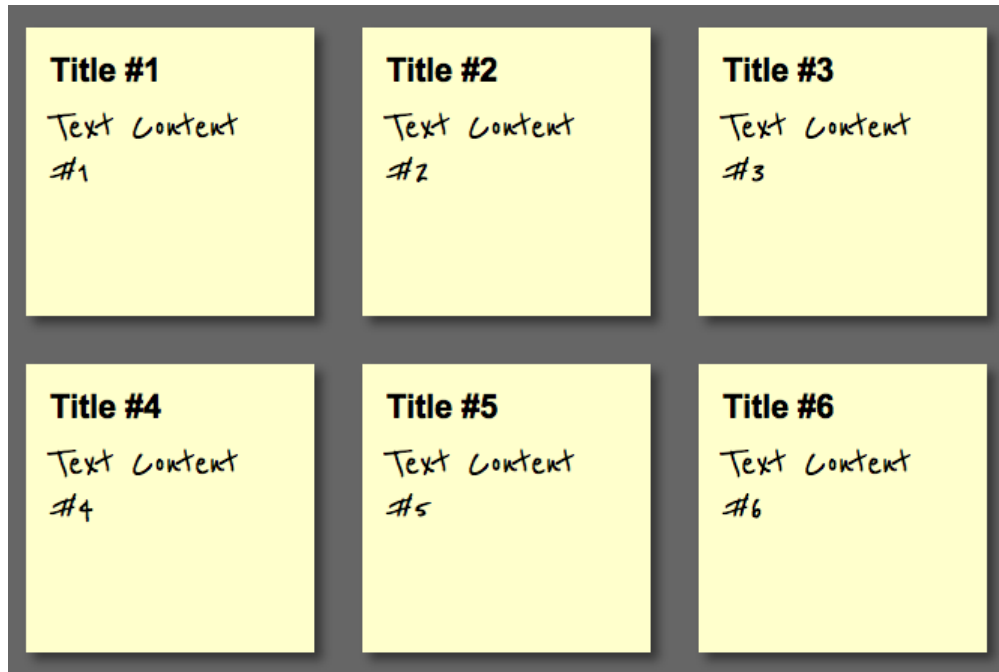 Title #1
Text Content
#1
Title #2
Text Content
#2
Title #3
Text Content
#3
Title #4
Text Content
#4
Title #5
Text Content
#5
Title #6
Text Content
#6